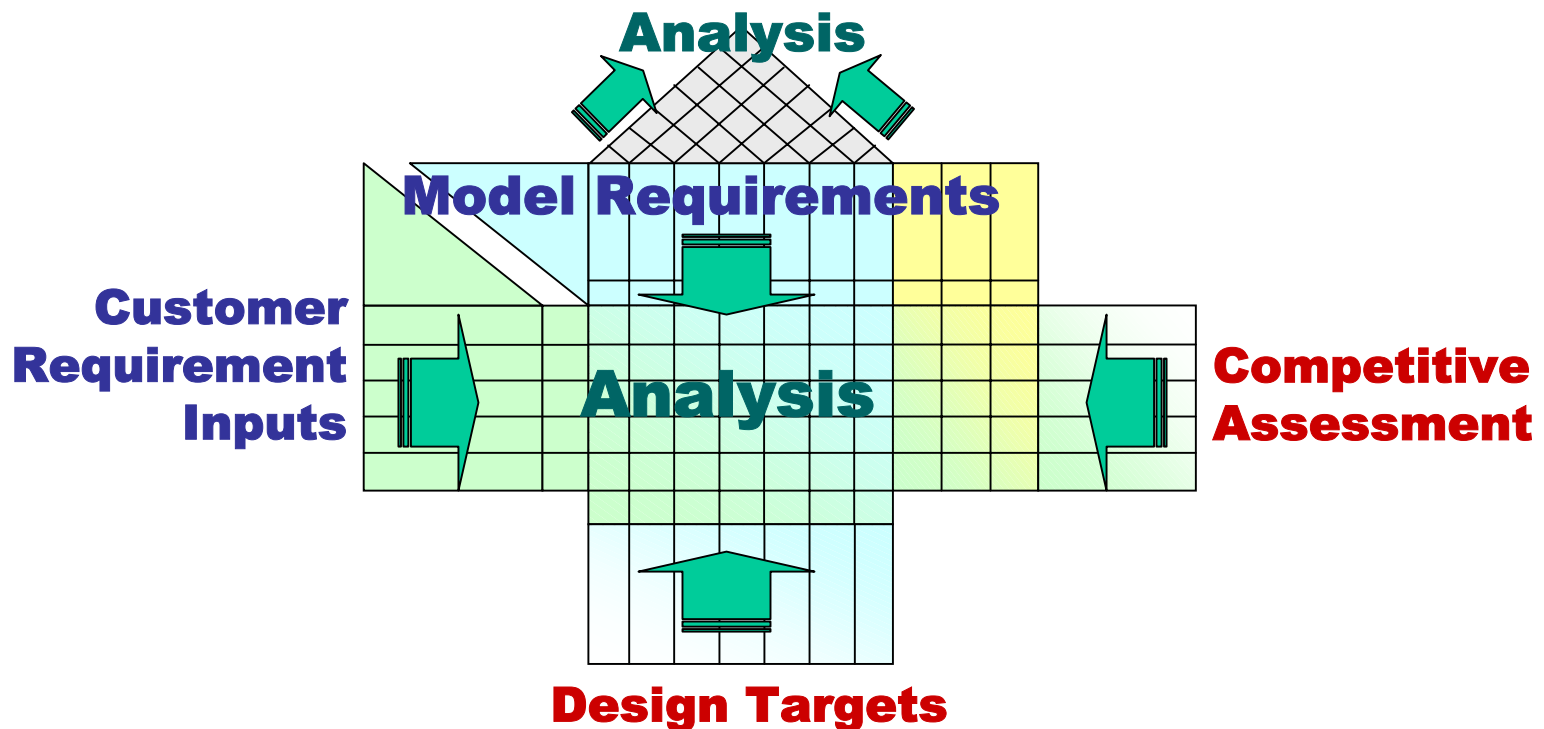 Analysis
Model Requirements
Customer
Requirement
Inputs
Analysis
Competitive
Assessment
Design Targets